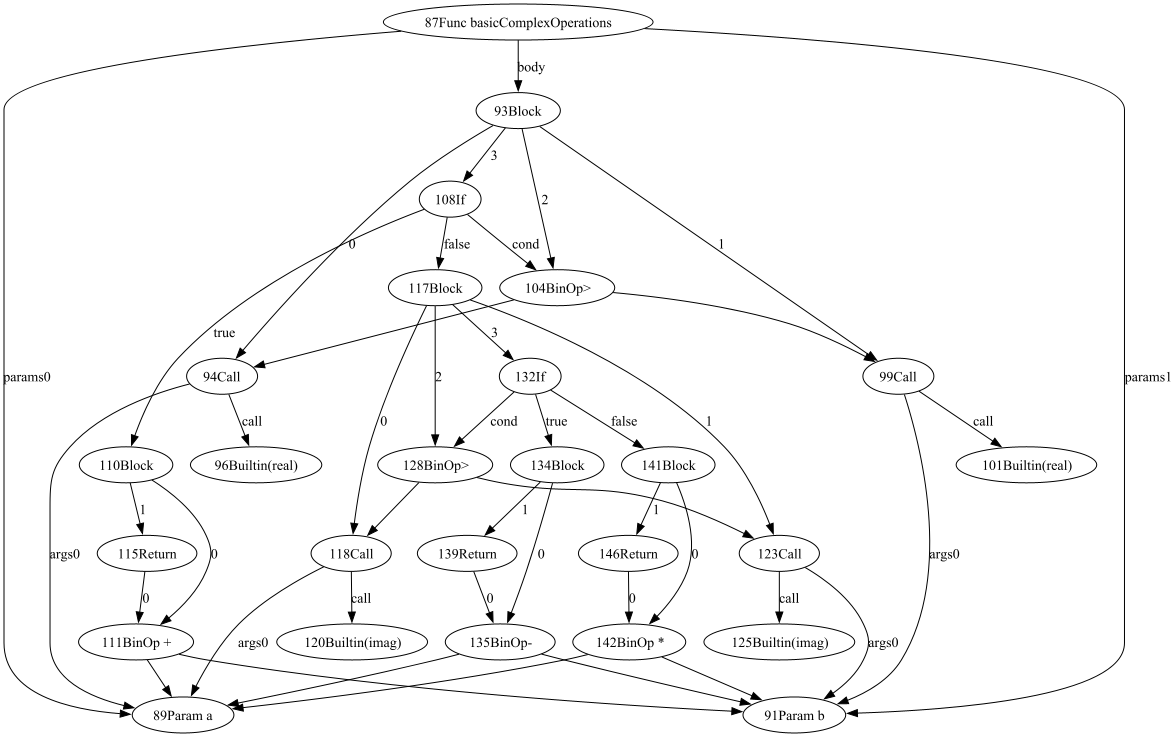 87Func basicComplexOperations
body
93Block
3
108If
0
2
1
false
cond
117Block
104BinOp>
true
3
params0
94Call
132If
99Call
params1
call
2
0
cond
true
false
1
call
110Block
96Builtin(real)
128BinOp>
134Block
141Block
101Builtin(real)
1
1
1
args0
115Return
0
118Call
139Return
0
146Return
0
123Call
args0
0
call
0
0
call
111BinOp +
args0
120Builtin(imag)
135BinOp-
142BinOp *
125Builtin(imag)
args0
89Param a
91Param b